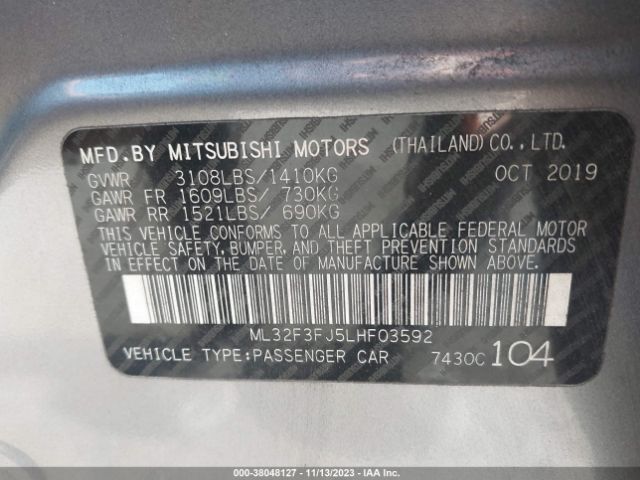 MFD.BY MITSUBISHI MOTORS (THAILAND)CO.,LTD.
GVWR 3108LBS/1410KG OCT 2019
GAWR FR 1609LBS/ 730KG
GAWR RR 1521LBS/ 690KG
THIS VEHICLE CONFORMS TO ALL APPLICABLE FEDERAL MOTOR
VEHICLE SAFETY, BUMPER, AND THEFT PREVENTION STANDARDS
IN EFFECT ON THE DATE OF MANUFACTURE SHOWN ABOVE.
ML32F3FJ5LHF03592
VEHICLE TYPE:PASSENGER CAR 7430C 104
000-38048127 - 11/13/2023 - IAA, Inc.